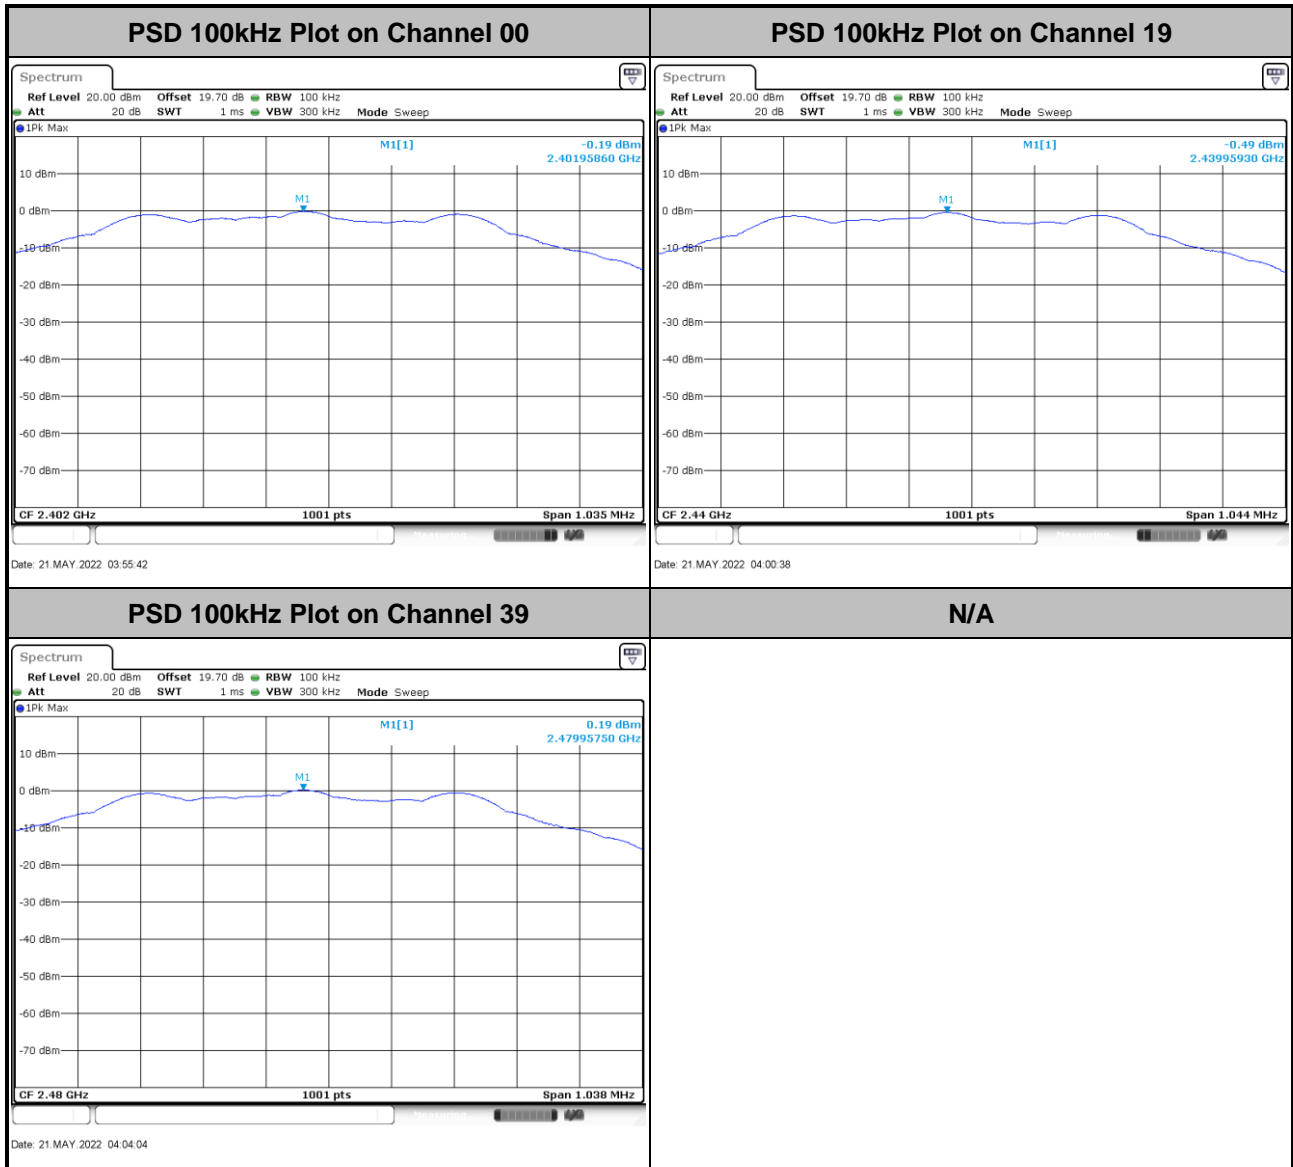 PSD 100kHz Plot on Channel 00
PSD 100kHz Plot on Channel 19
Spectrum
Ref Level 20.00 dBm Offset 19.70 dB RBW 100 kHz
Att 20 dB SWT 1 ms VBW 300 kHz Mode Sweep
1Pk Max
M1[1] -0.19 dBm
2.40195860 GHz
10 dBm
M1
0 dBm
-10 dBm
-20 dBm
-30 dBm
-40 dBm
-50 dBm
-60 dBm
-70 dBm
CF 2.402 GHz 1001 pts Span 1.035 MHz
Measuring...
Date: 21.MAY.2022 03:55:42
Spectrum
Ref Level 20.00 dBm Offset 19.70 dB RBW 100 kHz
Att 20 dB SWT 1 ms VBW 300 kHz Mode Sweep
1Pk Max
M1[1] -0.49 dBm
2.43995930 GHz
10 dBm
M1
0 dBm
-10 dBm
-20 dBm
-30 dBm
-40 dBm
-50 dBm
-60 dBm
-70 dBm
CF 2.44 GHz 1001 pts Span 1.044 MHz
Measuring...
Date: 21.MAY.2022 04:00:38
PSD 100kHz Plot on Channel 39
N/A
Spectrum
Ref Level 20.00 dBm Offset 19.70 dB RBW 100 kHz
Att 20 dB SWT 1 ms VBW 300 kHz Mode Sweep
1Pk Max
M1[1] 0.19 dBm
2.47995750 GHz
10 dBm
M1
0 dBm
-10 dBm
-20 dBm
-30 dBm
-40 dBm
-50 dBm
-60 dBm
-70 dBm
CF 2.48 GHz 1001 pts Span 1.038 MHz
Measuring...
Date: 21.MAY.2022 04:04:04